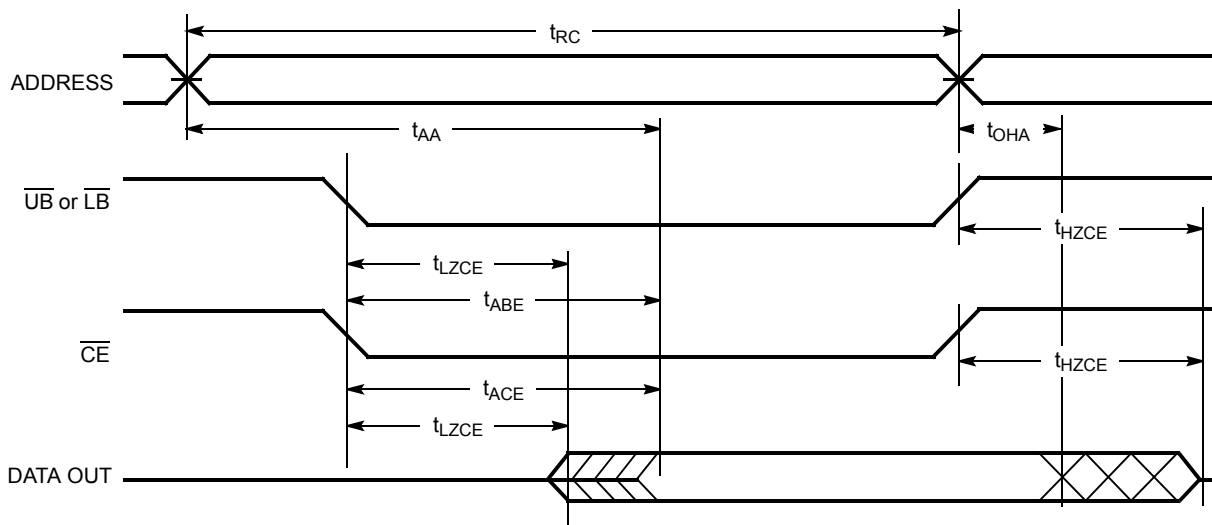 tRC
ADDRESS
tAA
tOHA
UB or LB
tHZCE
tLZCE
tABE
CE
tHZCE
tACE
tLZCE
DATA OUT